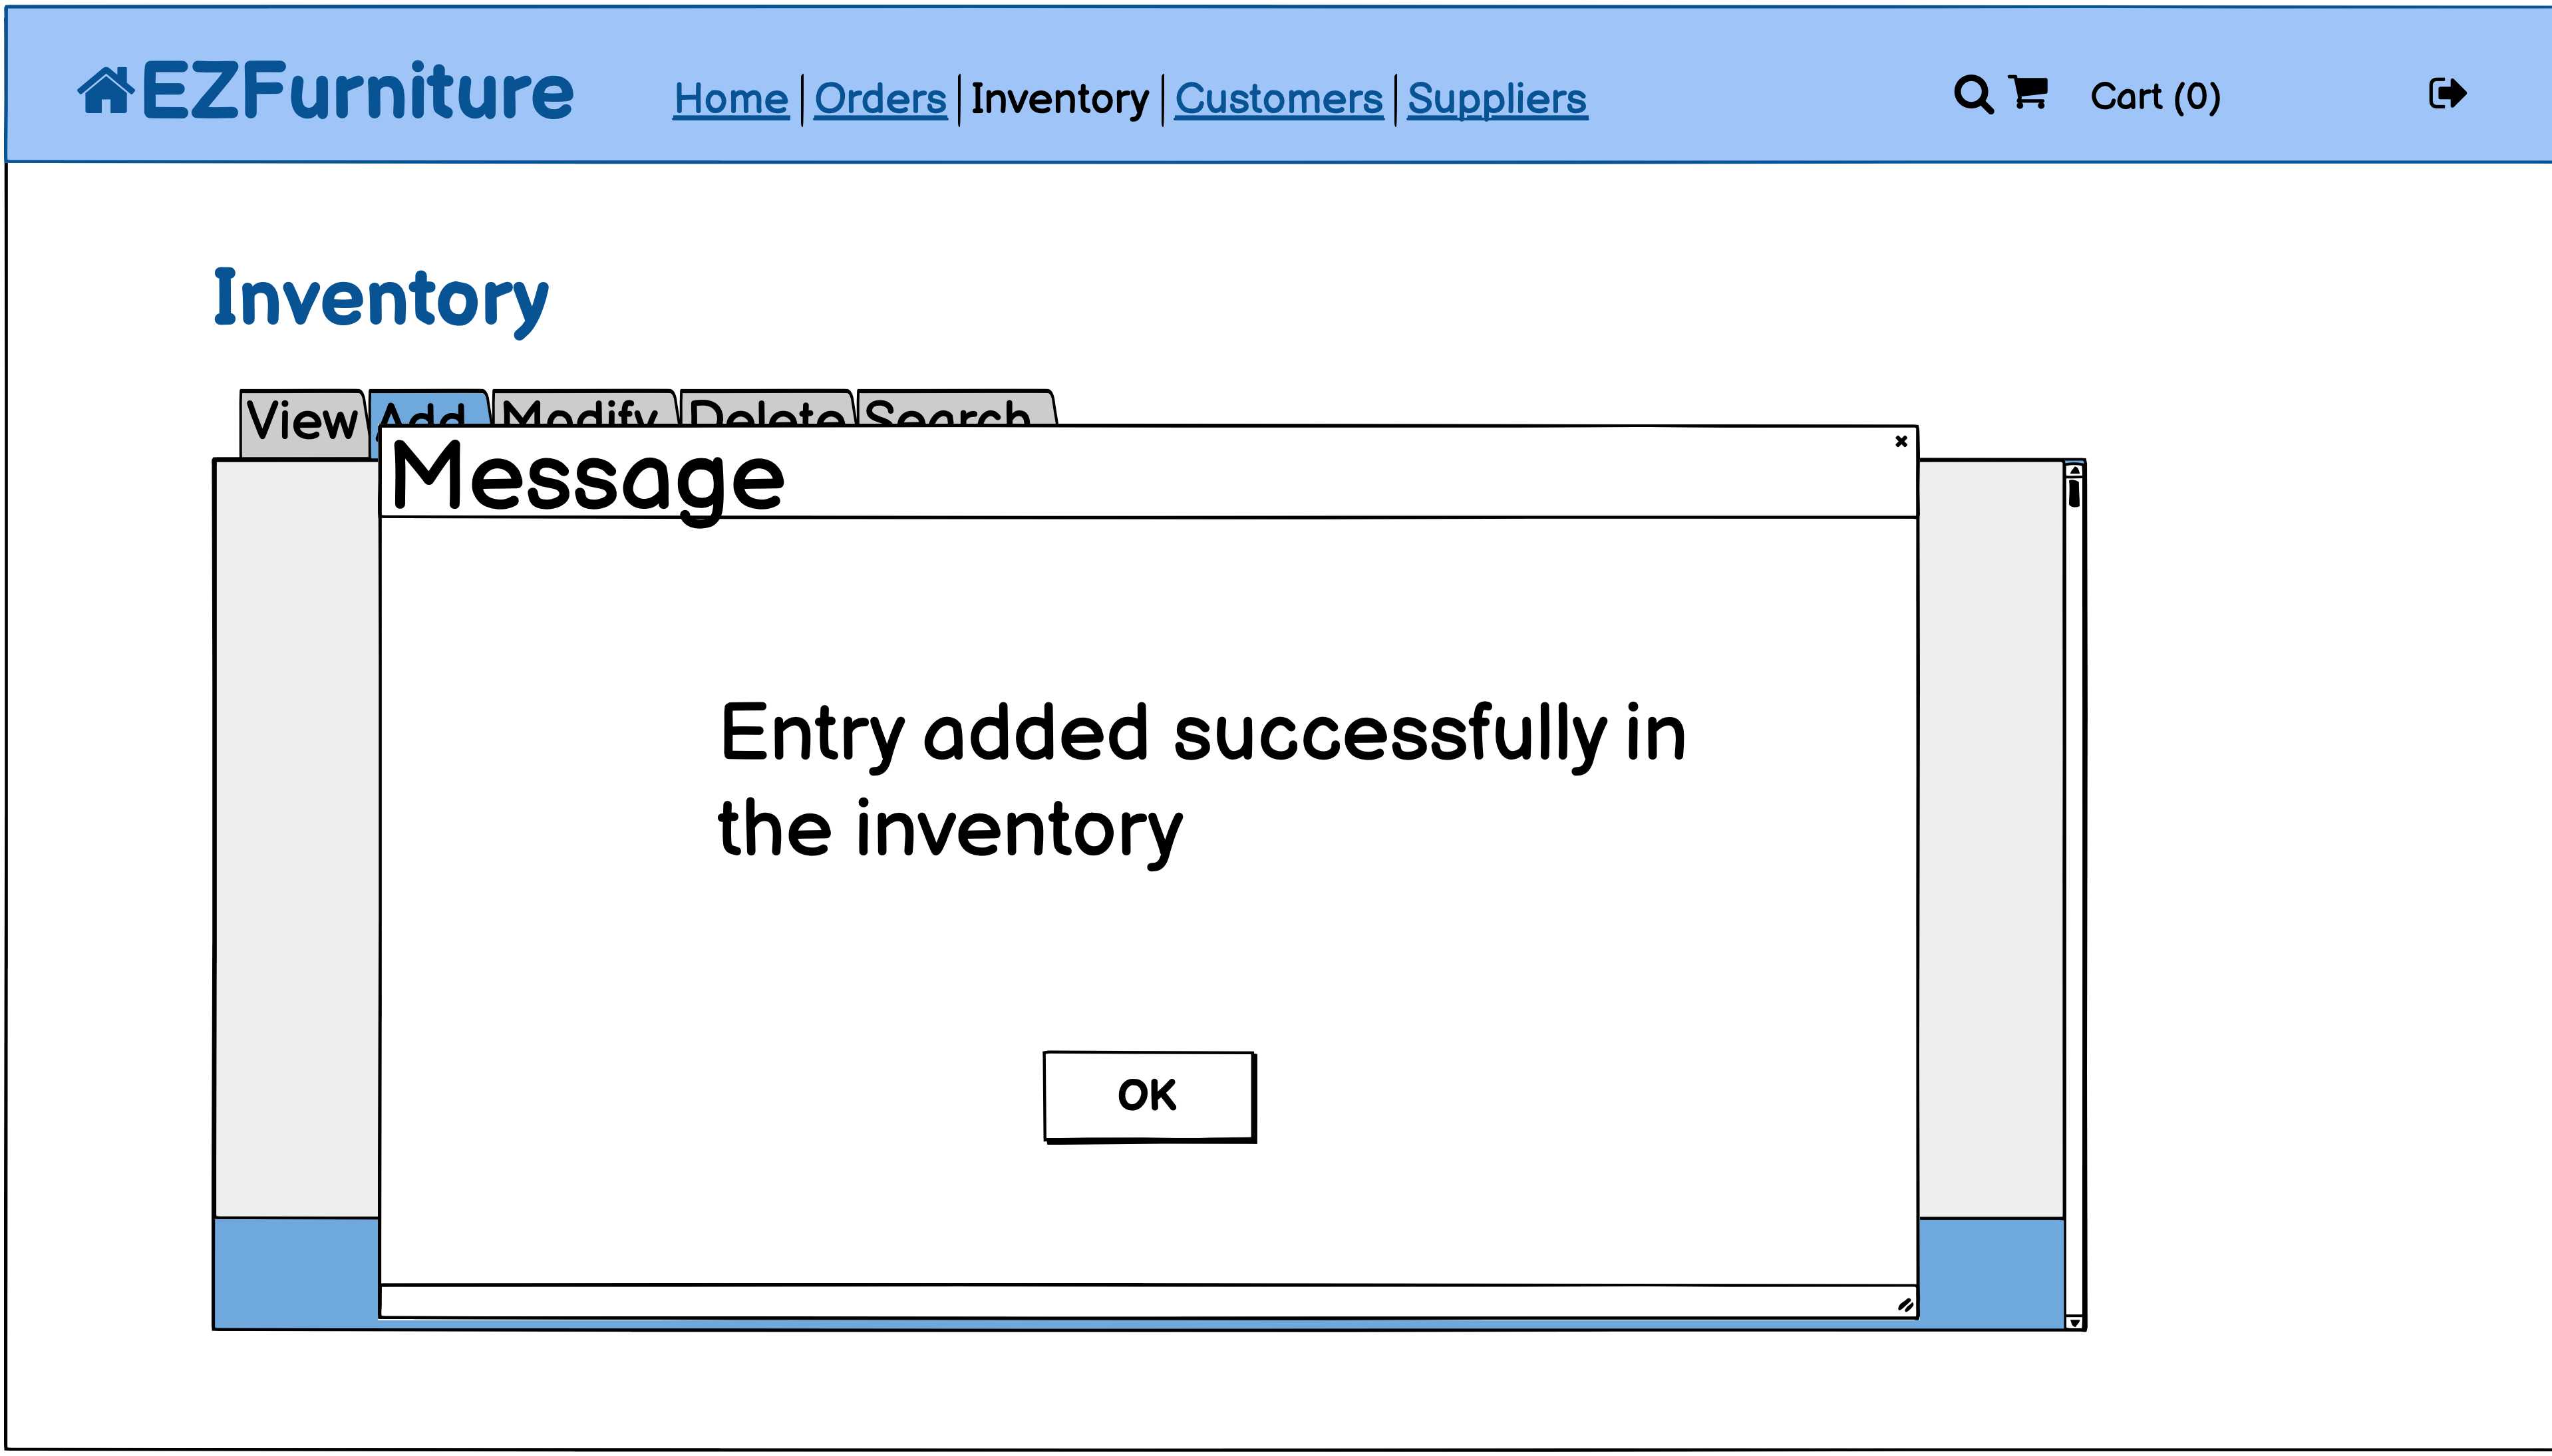 EZFurniture
Home Orders Inventory Customers Suppliers Cart (0)
Inventory
View Add Modify Delete Search
Message
Entry added successfully in
the inventory
OK